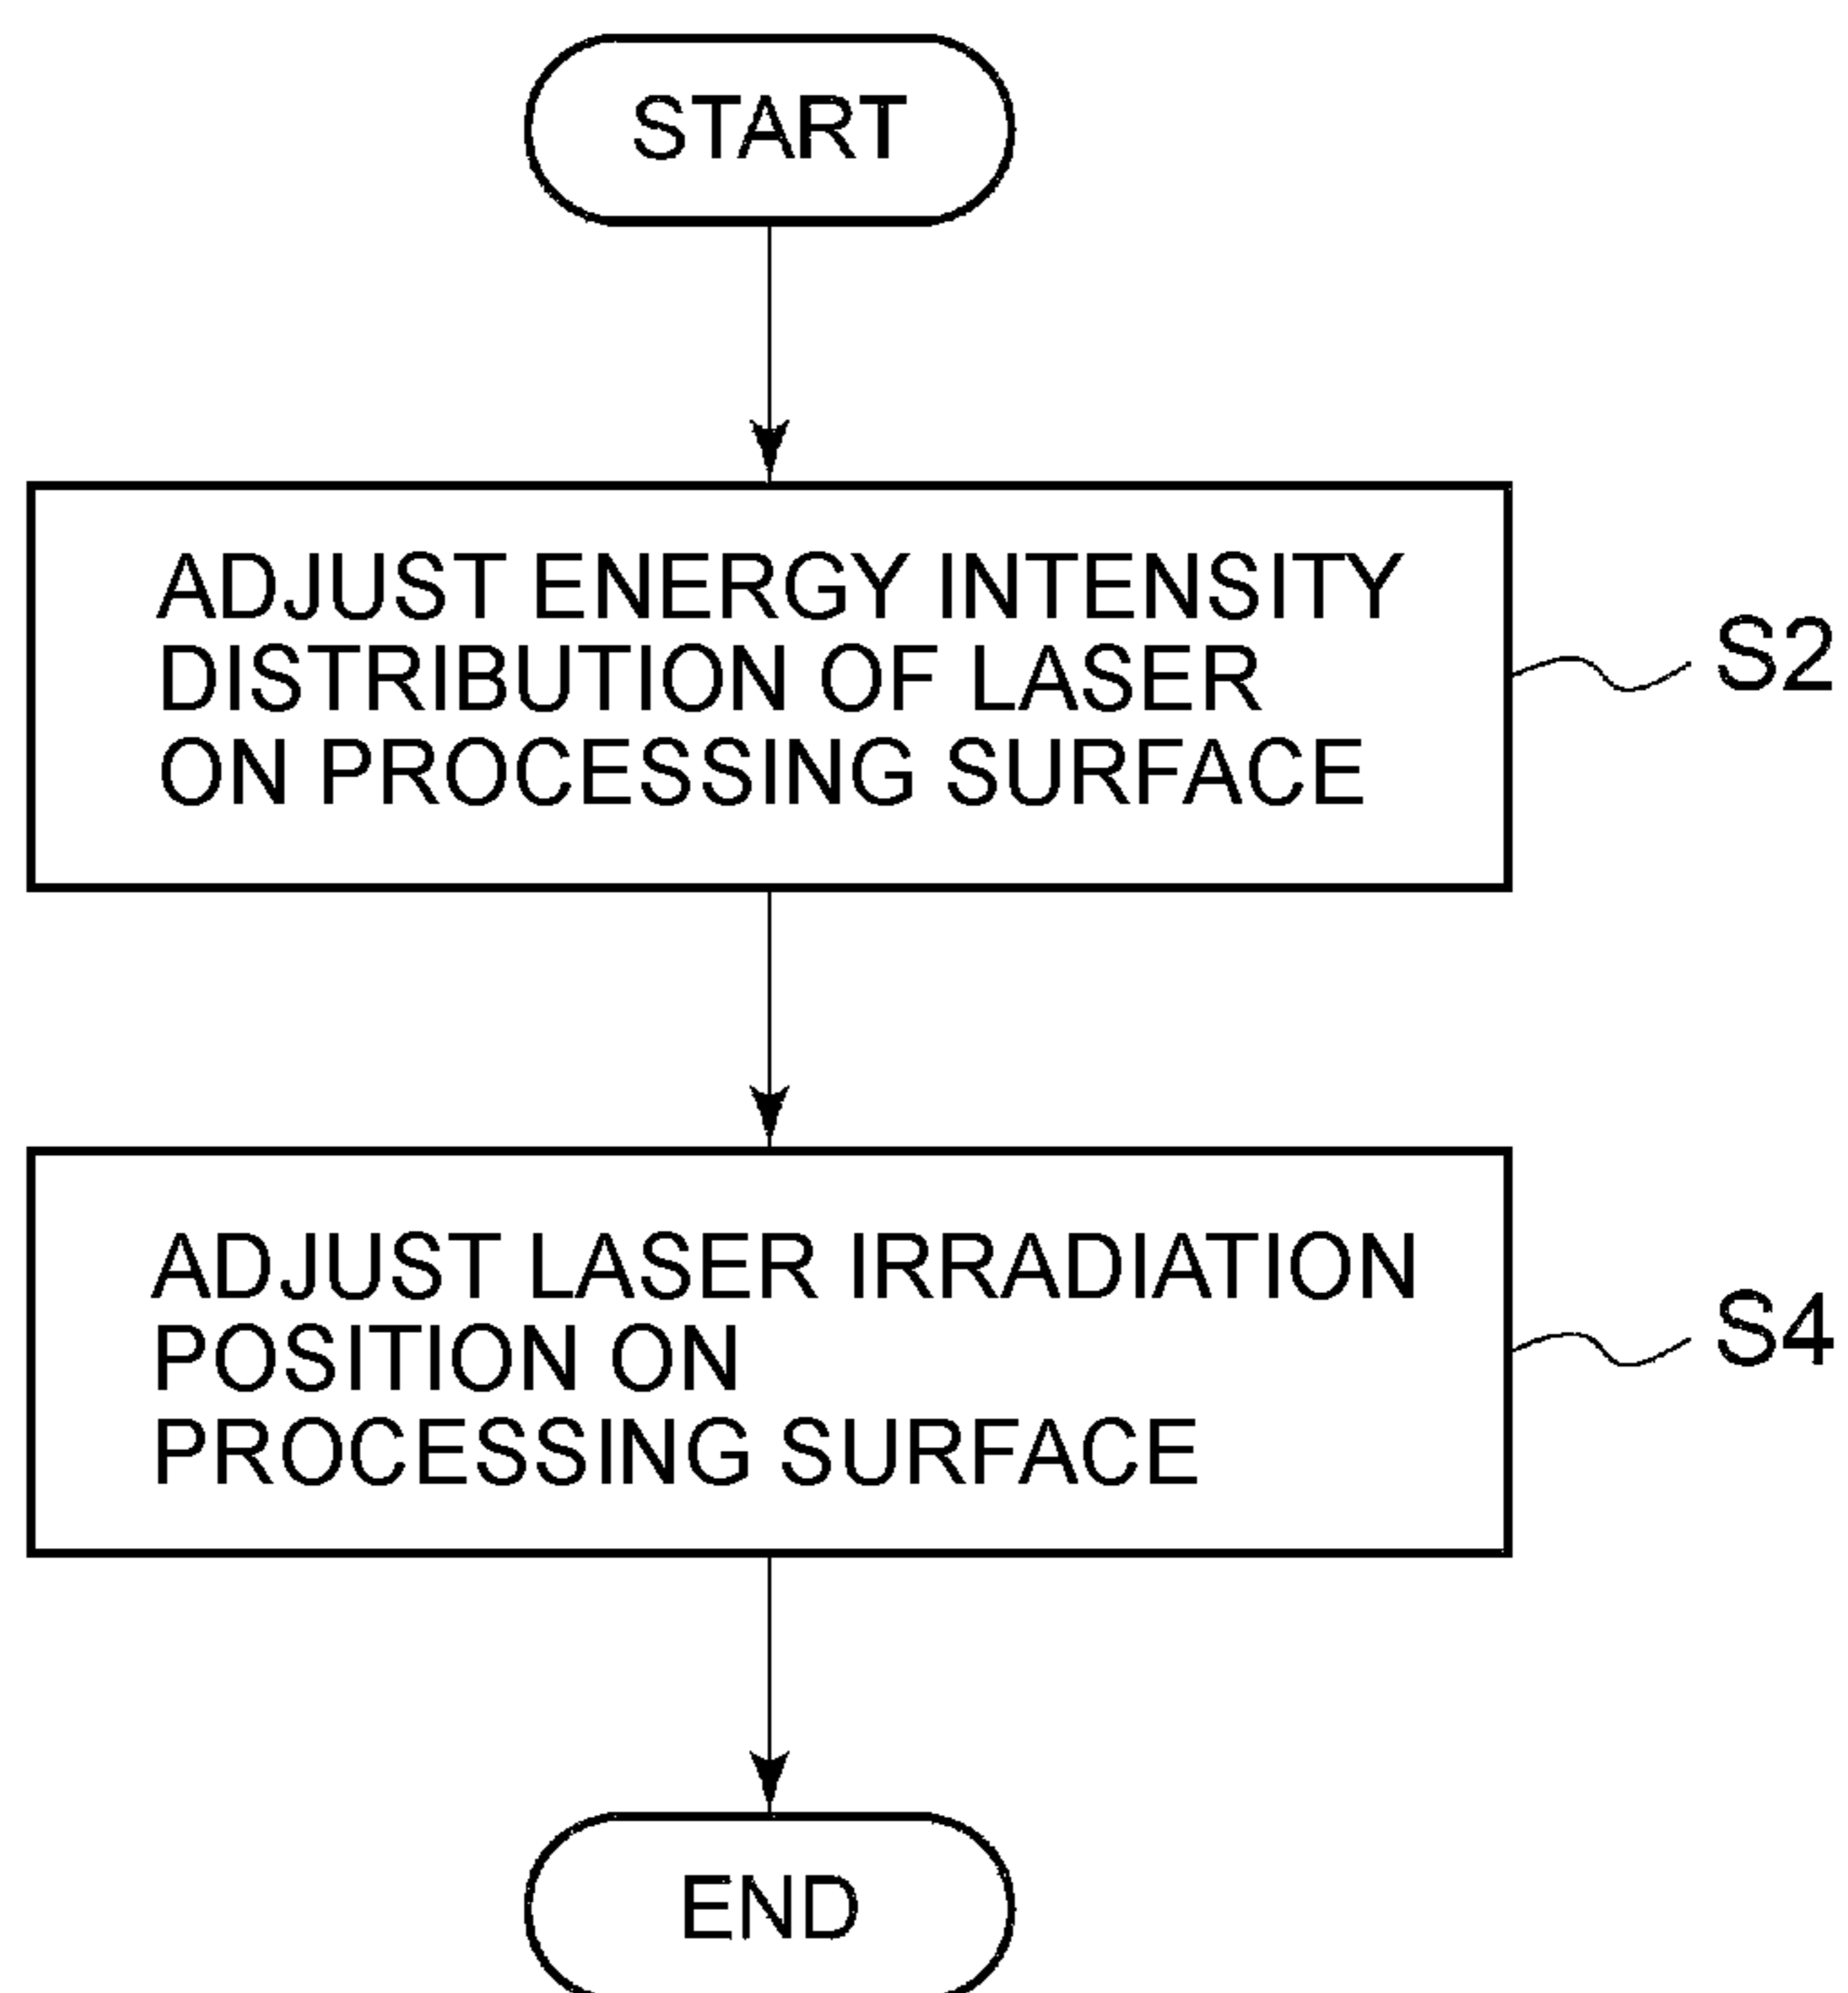 START
ADJUST ENERGY INTENSITY
DISTRIBUTION OF LASER
ON PROCESSING SURFACE
S2
ADJUST LASER IRRADIATION
POSITION ON
PROCESSING SURFACE
S4
END